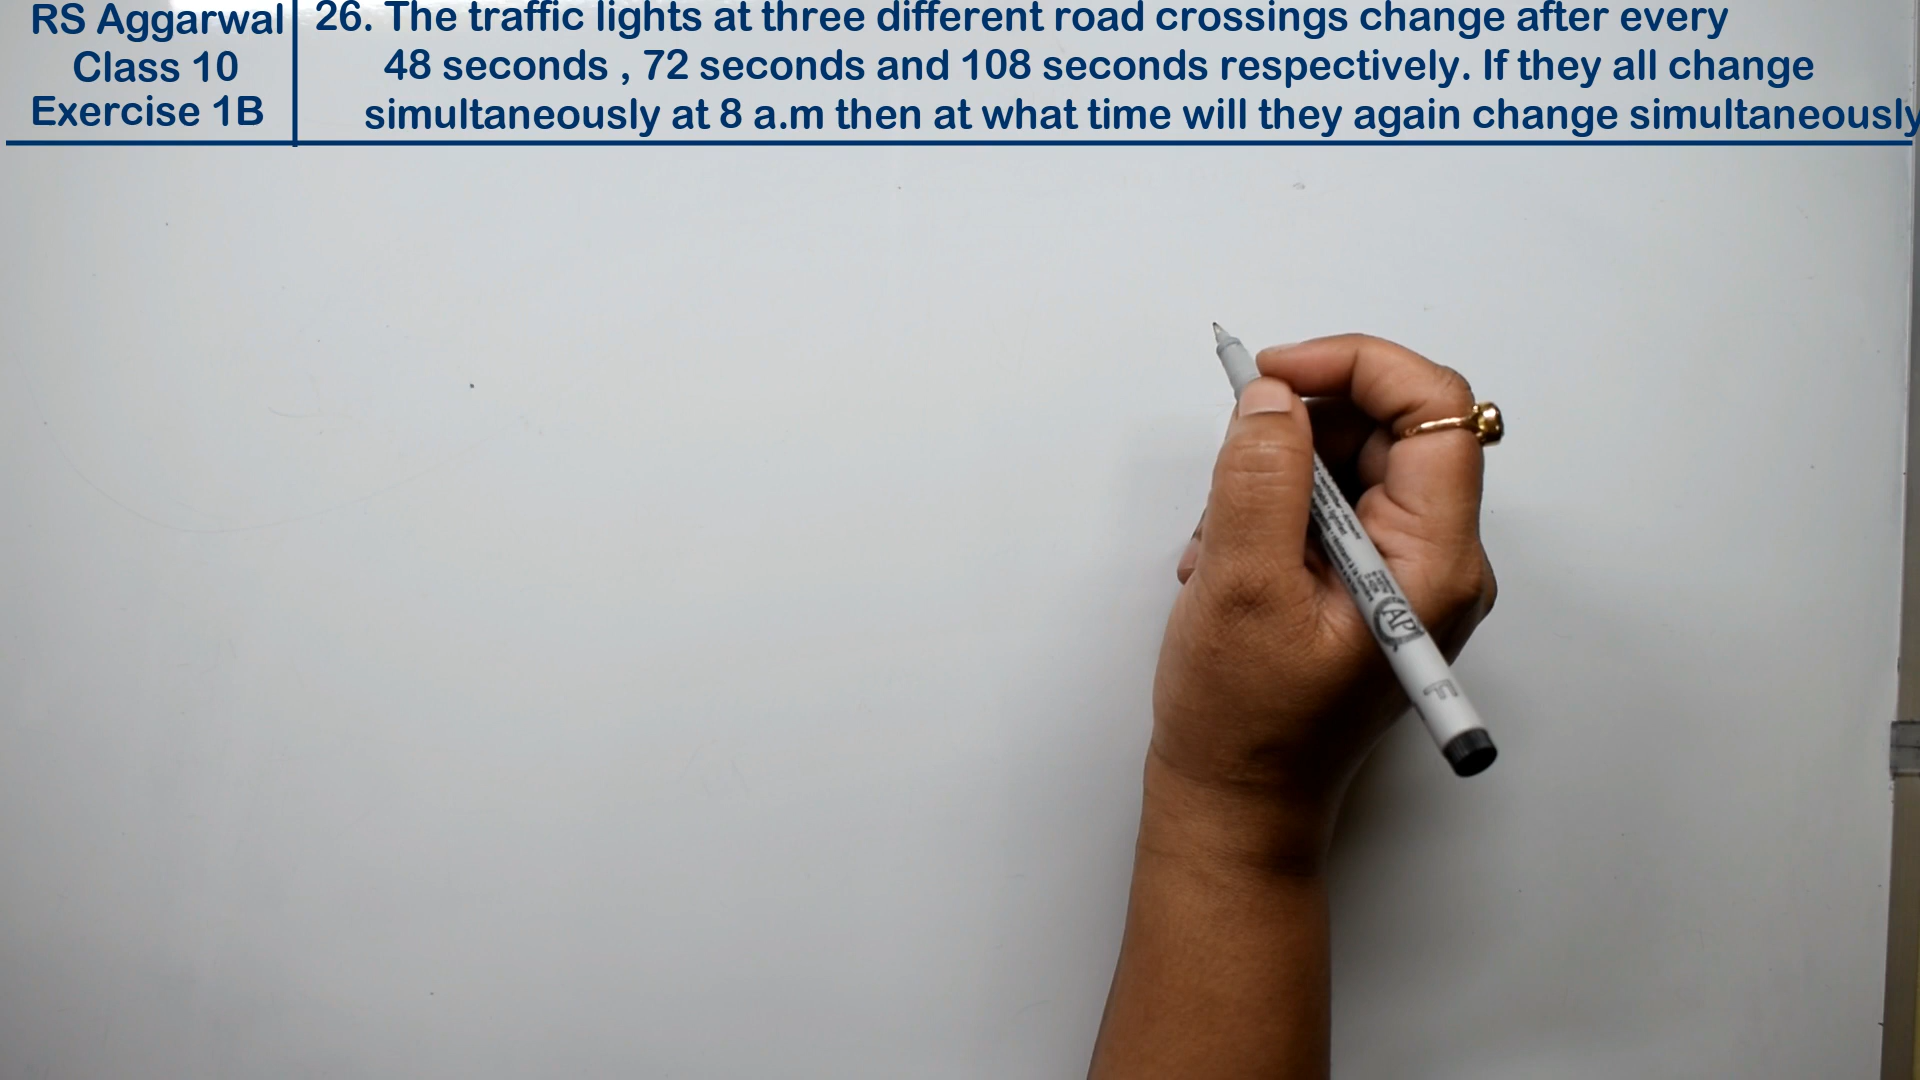 RS Aggarwal
Class 10
Exercise 1B
26. The traffic lights at three different road crossings change after every
48 seconds , 72 seconds and 108 seconds respectively. If they all change
simultaneously at 8 a.m then at what time will they again change simultaneously
AP
F